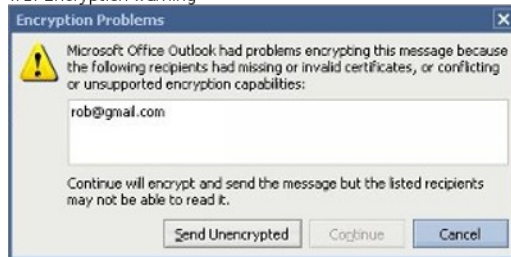 Encryption Problems
Microsoft Office Outlook had problems encrypting this message because
the following recipients had missing or invalid certificates, or conflicting
or unsupported encryption capabilities:
rob@gmail.com
Continue will encrypt and send the message but the listed recipients
may not be able to read it.
Send Unencrypted
Continue
Cancel